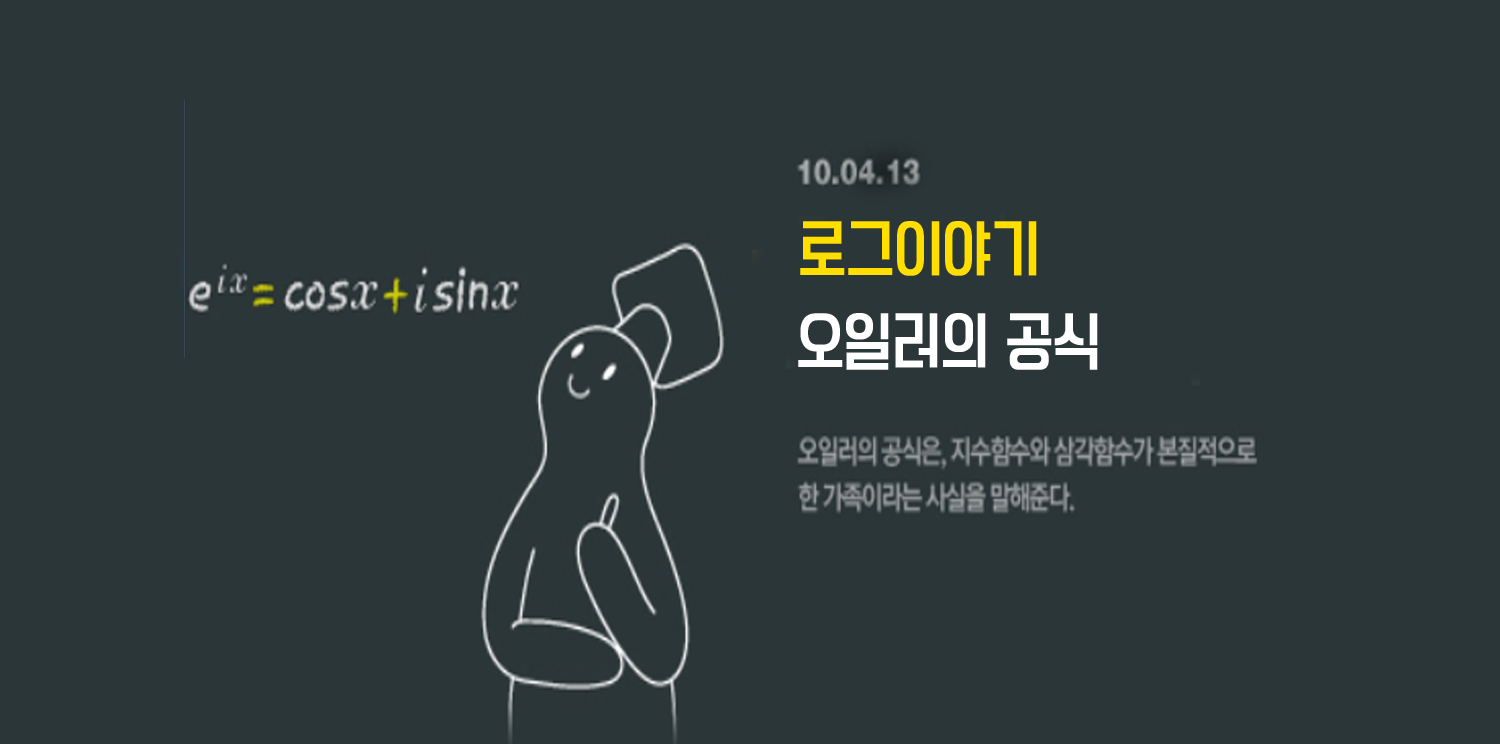 e^{ix} = cosx + i sinx
10.04.13
로그이야기
오일러의 공식
오일러의 공식은, 지수함수와 삼각함수가 본질적으로
한 가족이라는 사실을 말해준다.